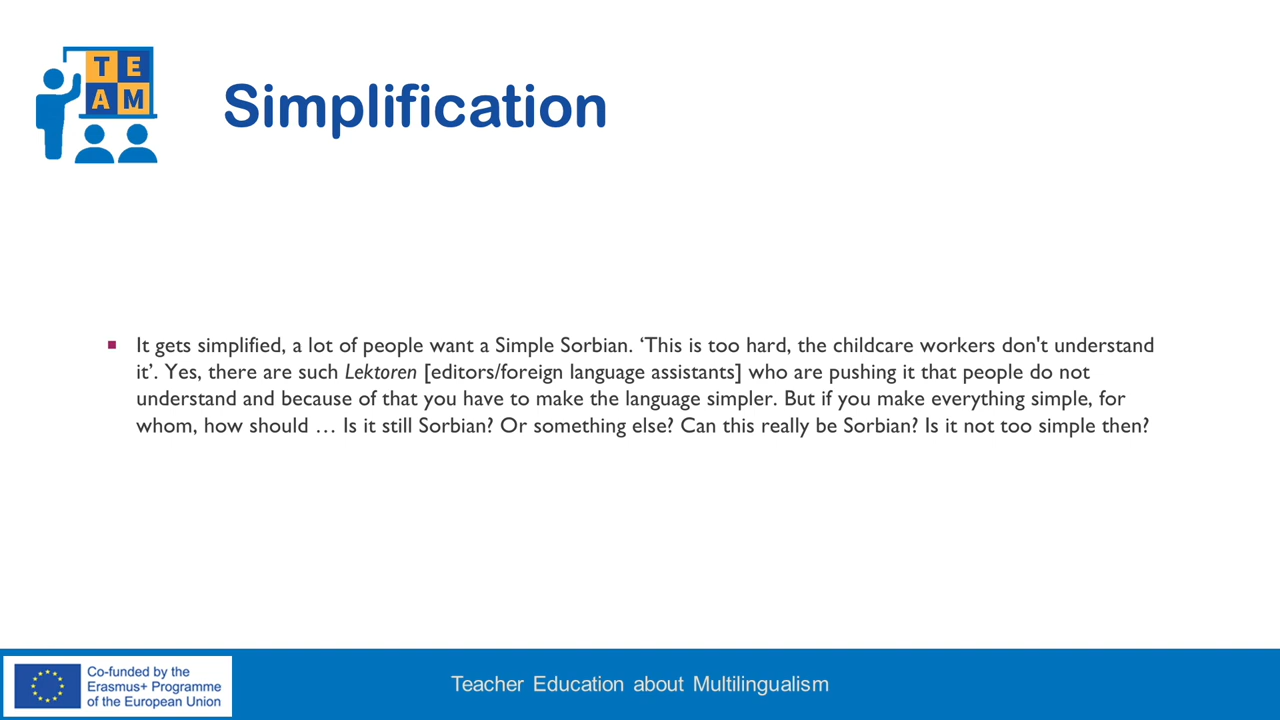 T E
A M
Simplification
▪ It gets simplified, a lot of people want a Simple Sorbian. ‘This is too hard, the childcare workers don't understand
it’. Yes, there are such Lektoren [editors/foreign language assistants] who are pushing it that people do not
understand and because of that you have to make the language simpler. But if you make everything simple, for
whom, how should … Is it still Sorbian? Or something else? Can this really be Sorbian? Is it not too simple then?
Co-funded by the
Erasmus+ Programme
of the European Union
Teacher Education about Multilingualism